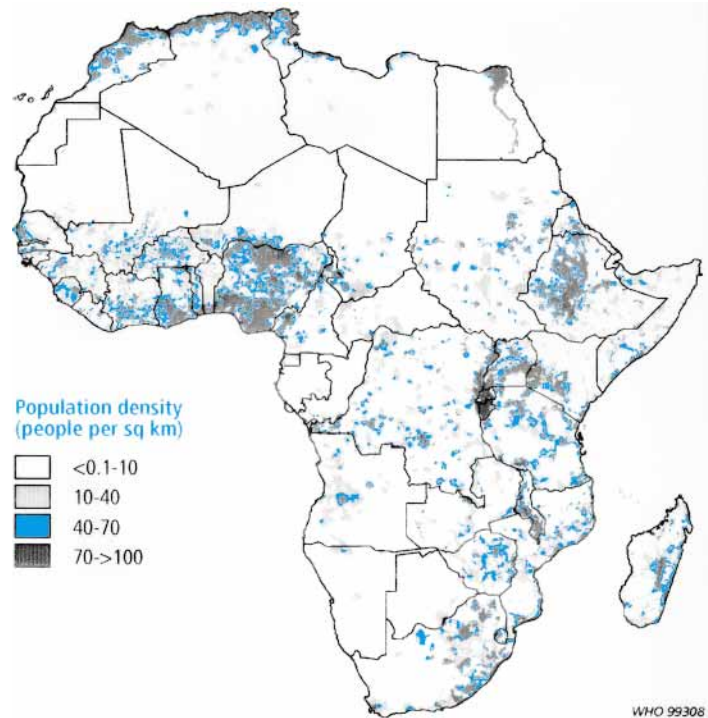 Population density
(people per sq km)
<0.1-10
10-40
40-70
70->100
WHO 99308